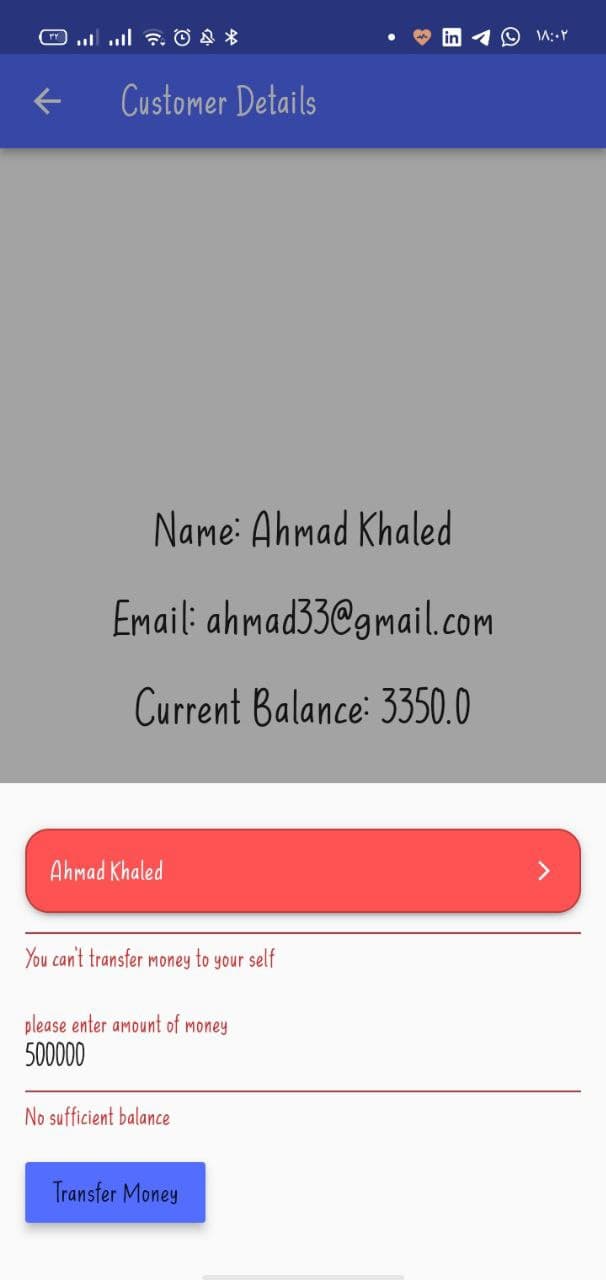 ٣٢
١٨:٠٢
Customer Details
Name: Ahmad Khaled
Email: ahmad33@gmail.com
Current Balance: 3350.0
Ahmad Khaled
You can't transfer money to your self
please enter amount of money
500000
No sufficient balance
Transfer Money